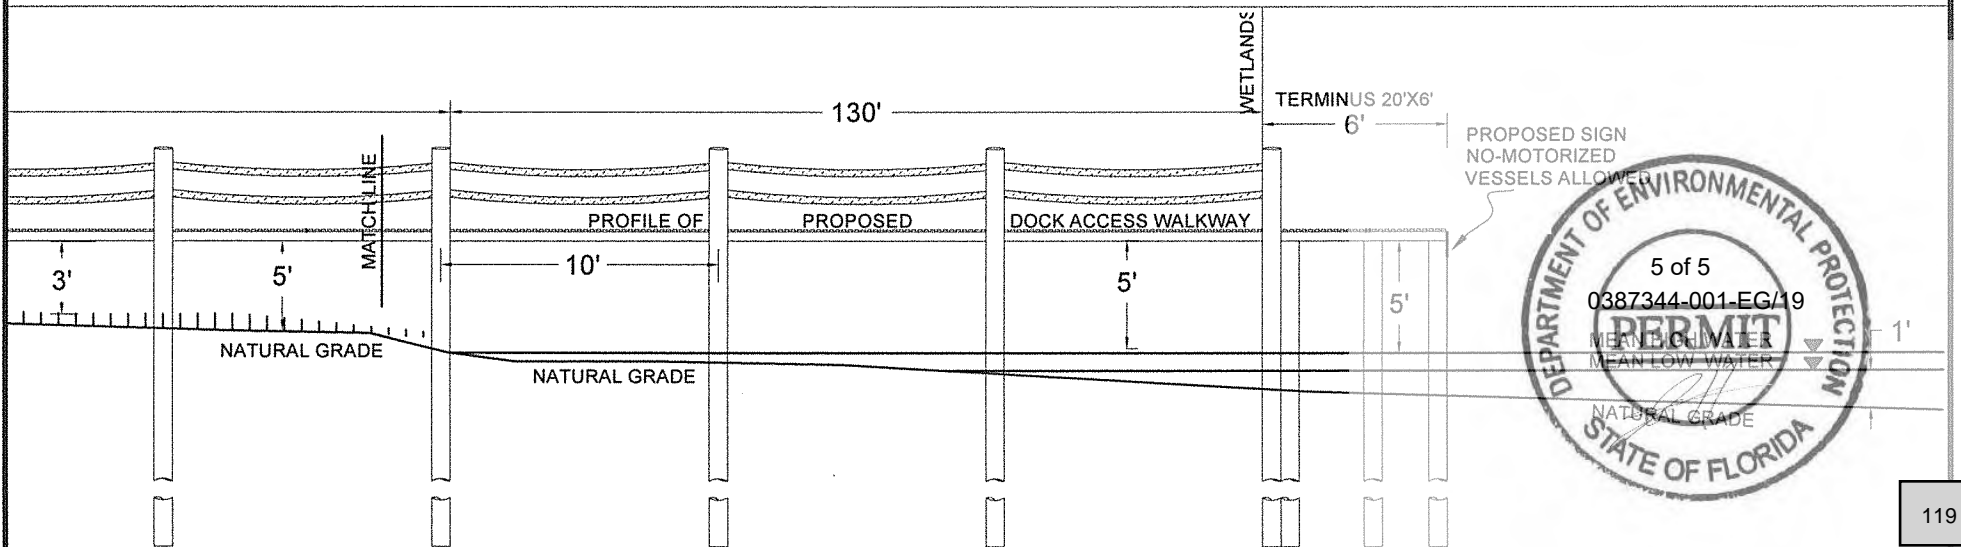 WETLANDS
130'
TERMINUS 20'X6'
6'
PROPOSED SIGN
NO-MOTORIZED
VESSELS ALLOWED
MATCH LINE
PROFILE OF PROPOSED DOCK ACCESS WALKWAY
3'
5'
10'
5'
5'
1'
NATURAL GRADE
NATURAL GRADE
DEPARTMENT OF ENVIRONMENTAL PROTECTION
5 of 5
0387344-001-EG/19
PERMIT
MEAN HIGH WATER
MEAN LOW WATER
NATURAL GRADE
STATE OF FLORIDA
119